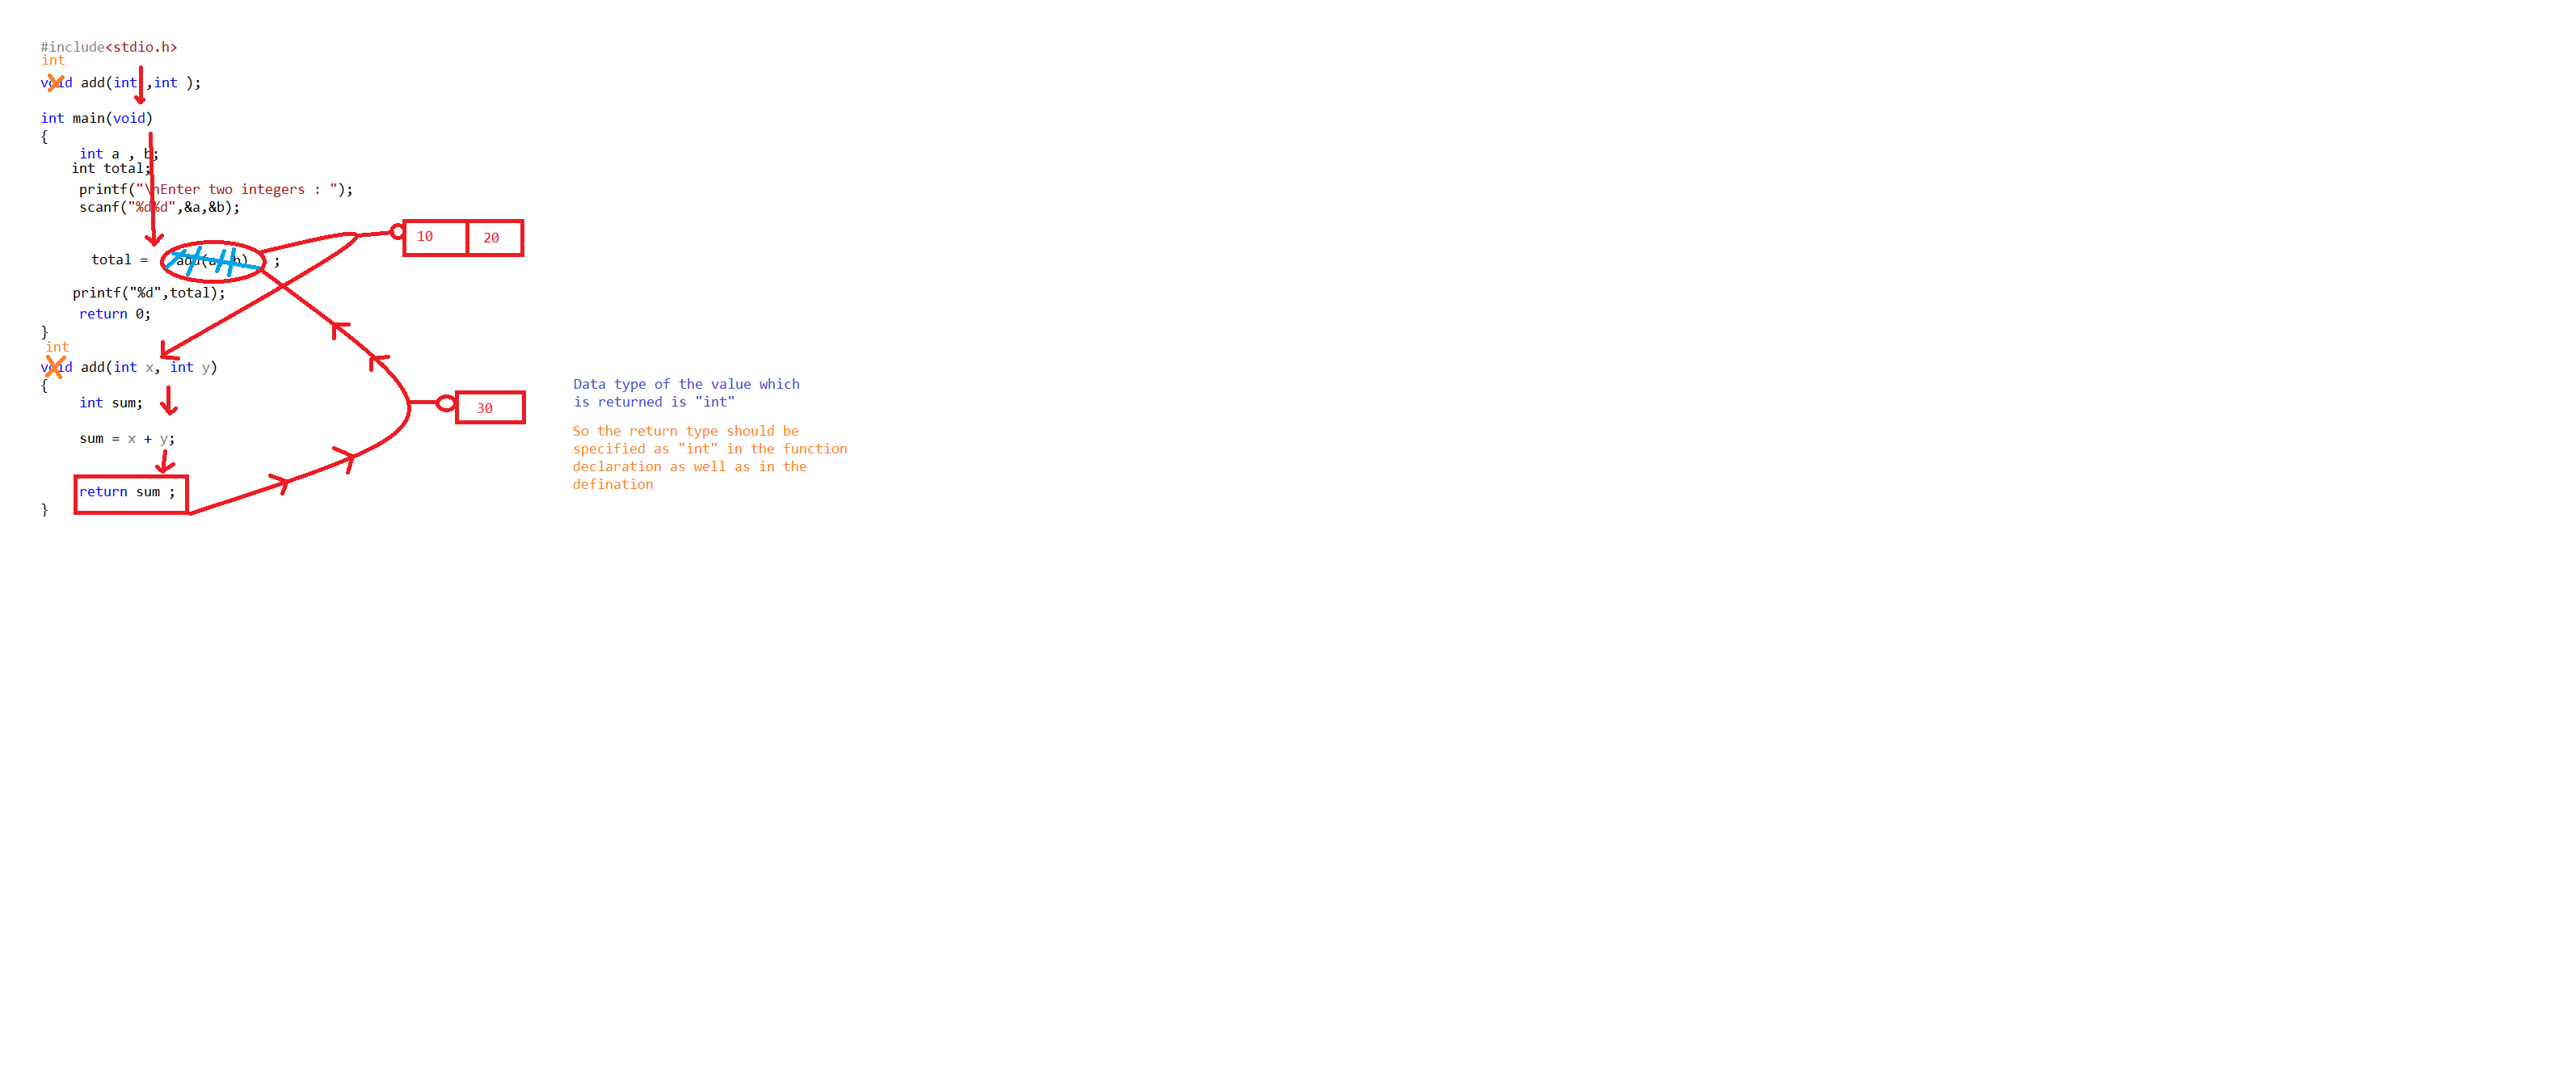 #include<stdio.h>
int
void add(int ,int );
int main(void)
{
int a , b;
int total;
printf("\nEnter two integers : ");
scanf("%d%d",&a,&b);
10 20
total = add(a, b) ;
printf("%d",total);
return 0;
}
int
void add(int x, int y)
{
int sum;
sum = x + y;
return sum ;
}
30
Data type of the value which
is returned is "int"
So the return type should be
specified as "int" in the function
declaration as well as in the
defination